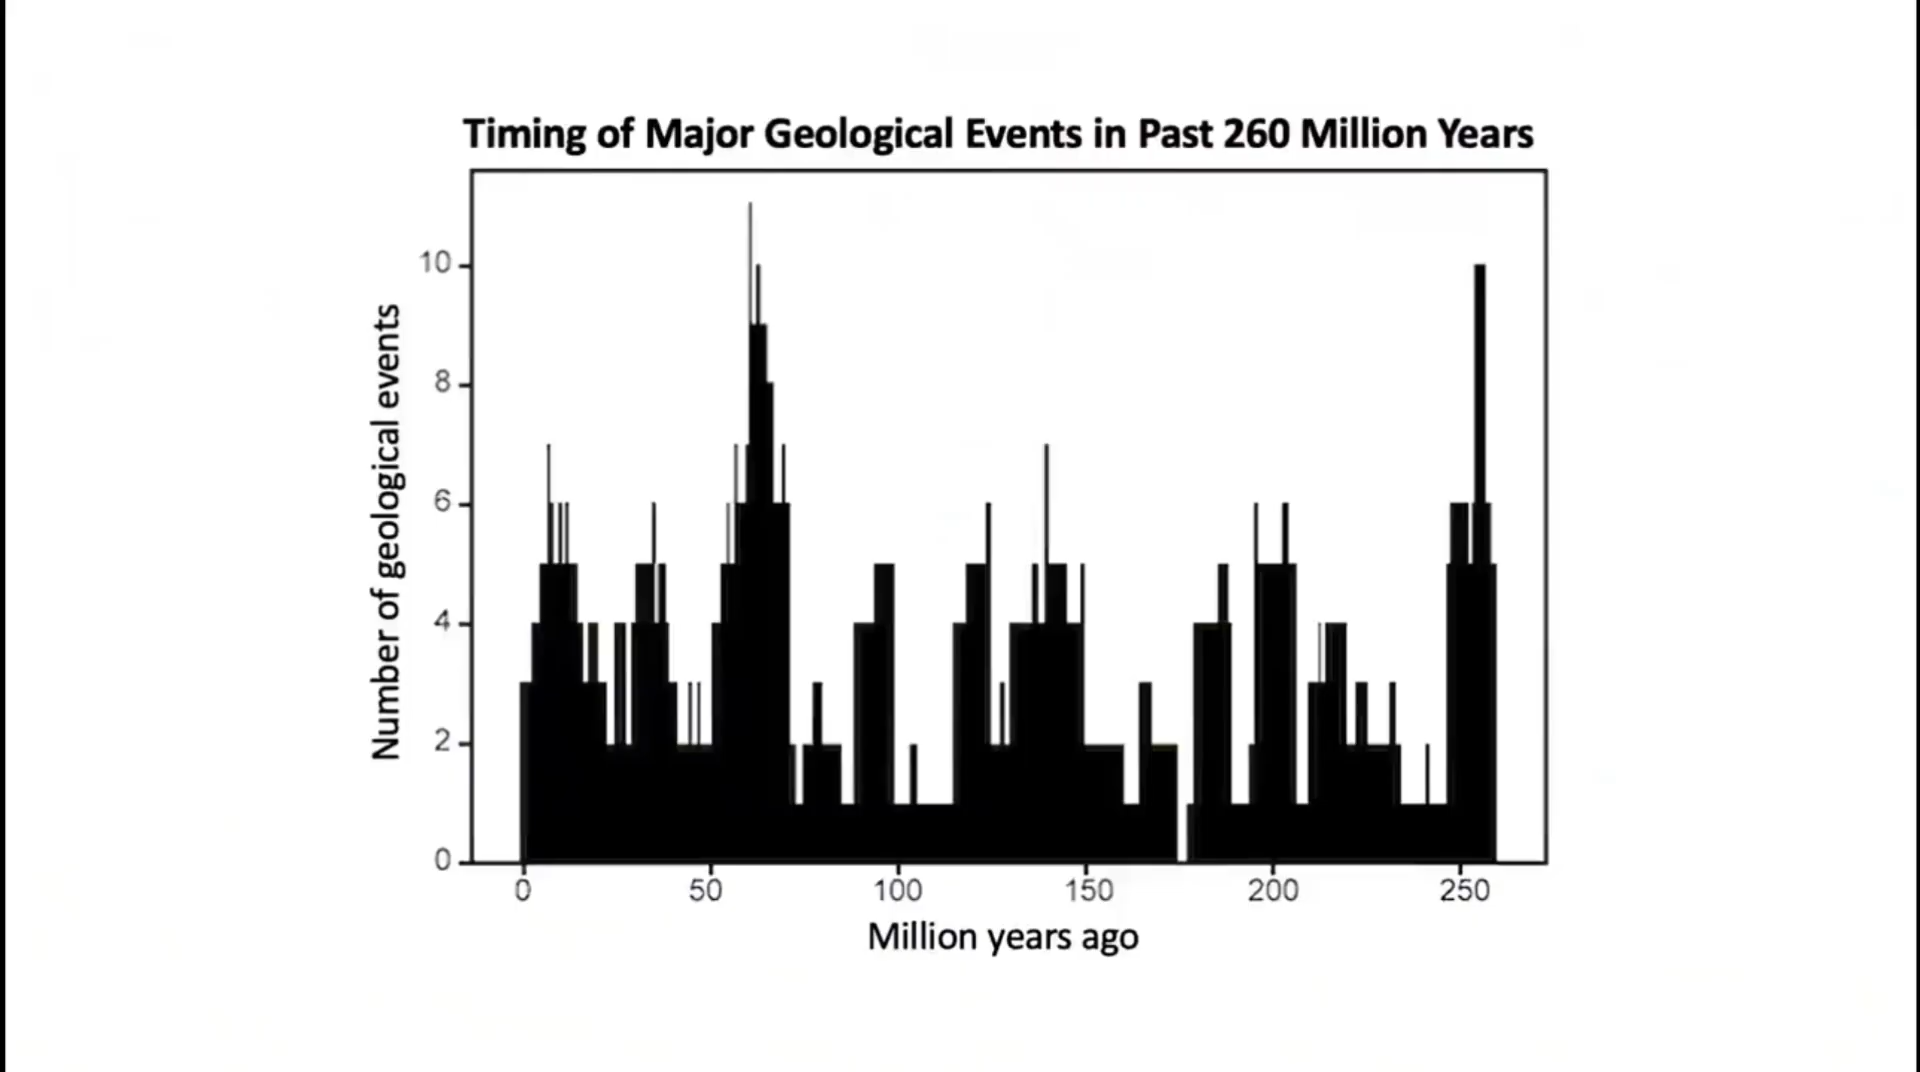 Timing of Major Geological Events in Past 260 Million Years
Number of geological events
10
8
6
4
2
0
0 50 100 150 200 250
Million years ago